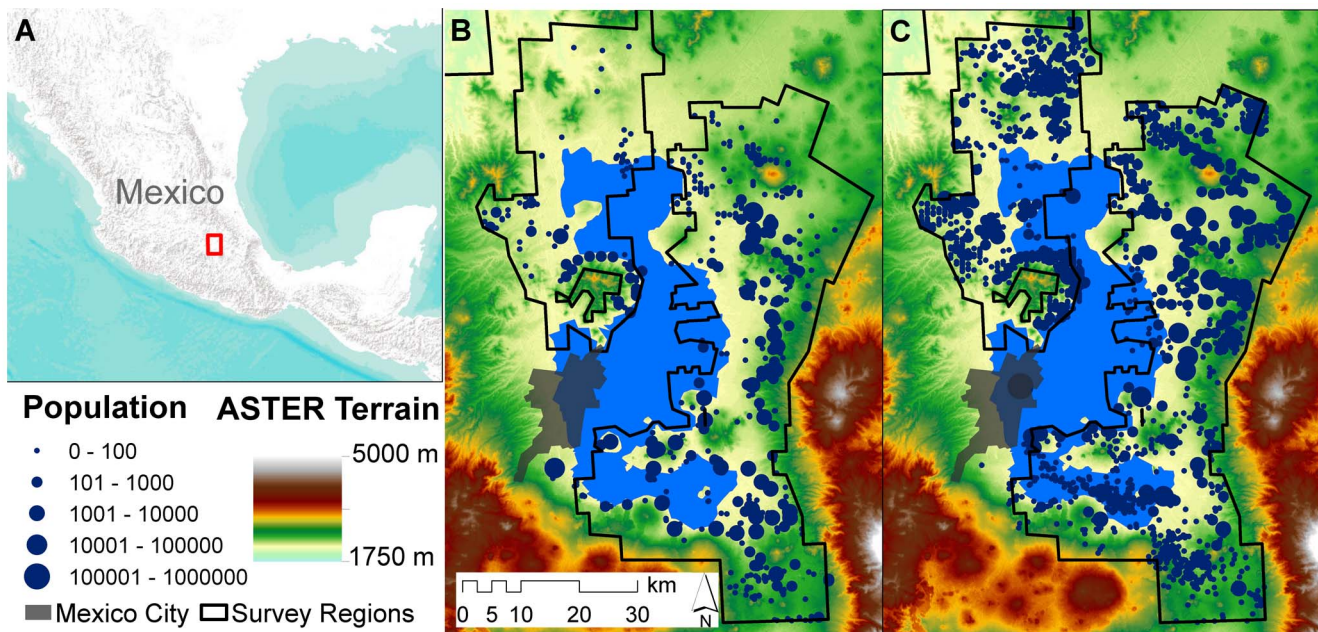 A
Mexico
B
C
Population
0 - 100
101 - 1000
1001 - 10000
10001 - 100000
100001 - 1000000
ASTER Terrain
5000 m
1750 m
Mexico City
Survey Regions
km
0 5 10 20 30
N